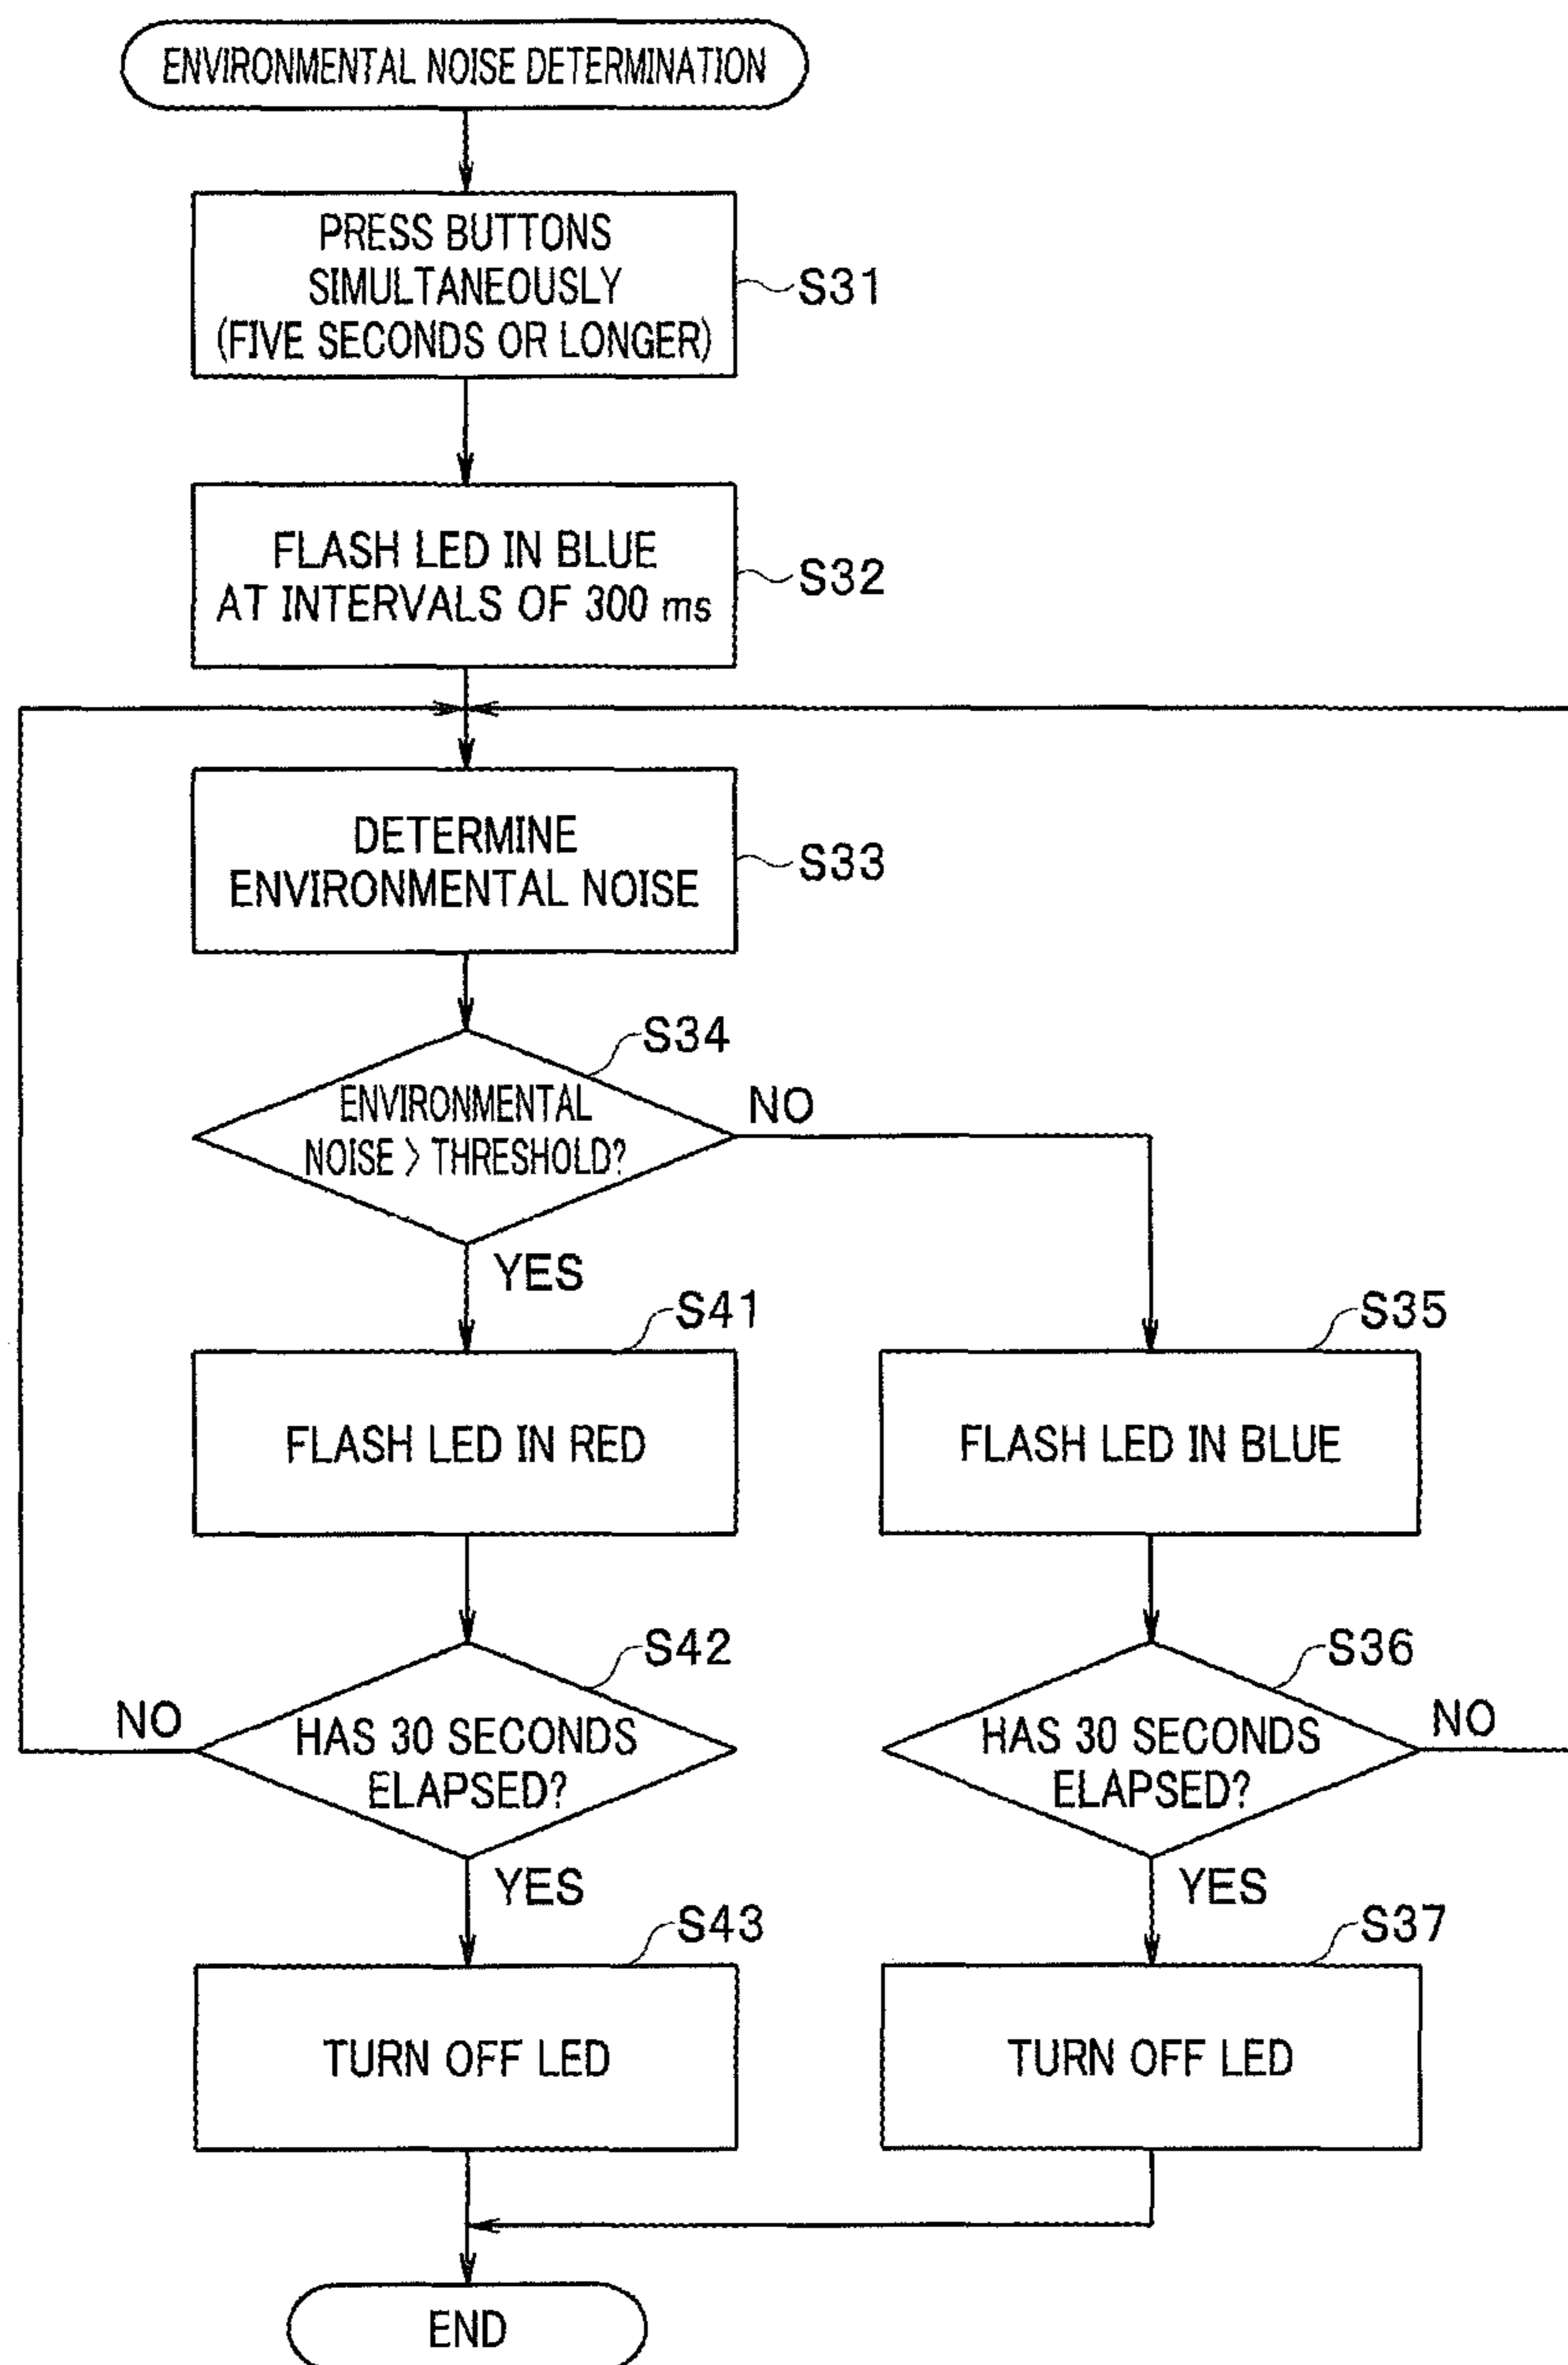 ENVIRONMENTAL NOISE DETERMINATION
PRESS BUTTONS
SIMULTANEOUSLY
(FIVE SECONDS OR LONGER)
S31
FLASH LED IN BLUE
AT INTERVALS OF 300 ms
S32
DETERMINE
ENVIRONMENTAL NOISE
S33
S34
ENVIRONMENTAL
NOISE > THRESHOLD?
NO
YES
S41
FLASH LED IN RED
S35
FLASH LED IN BLUE
S42
HAS 30 SECONDS
ELAPSED?
NO
YES
S36
HAS 30 SECONDS
ELAPSED?
NO
YES
S43
TURN OFF LED
S37
TURN OFF LED
END